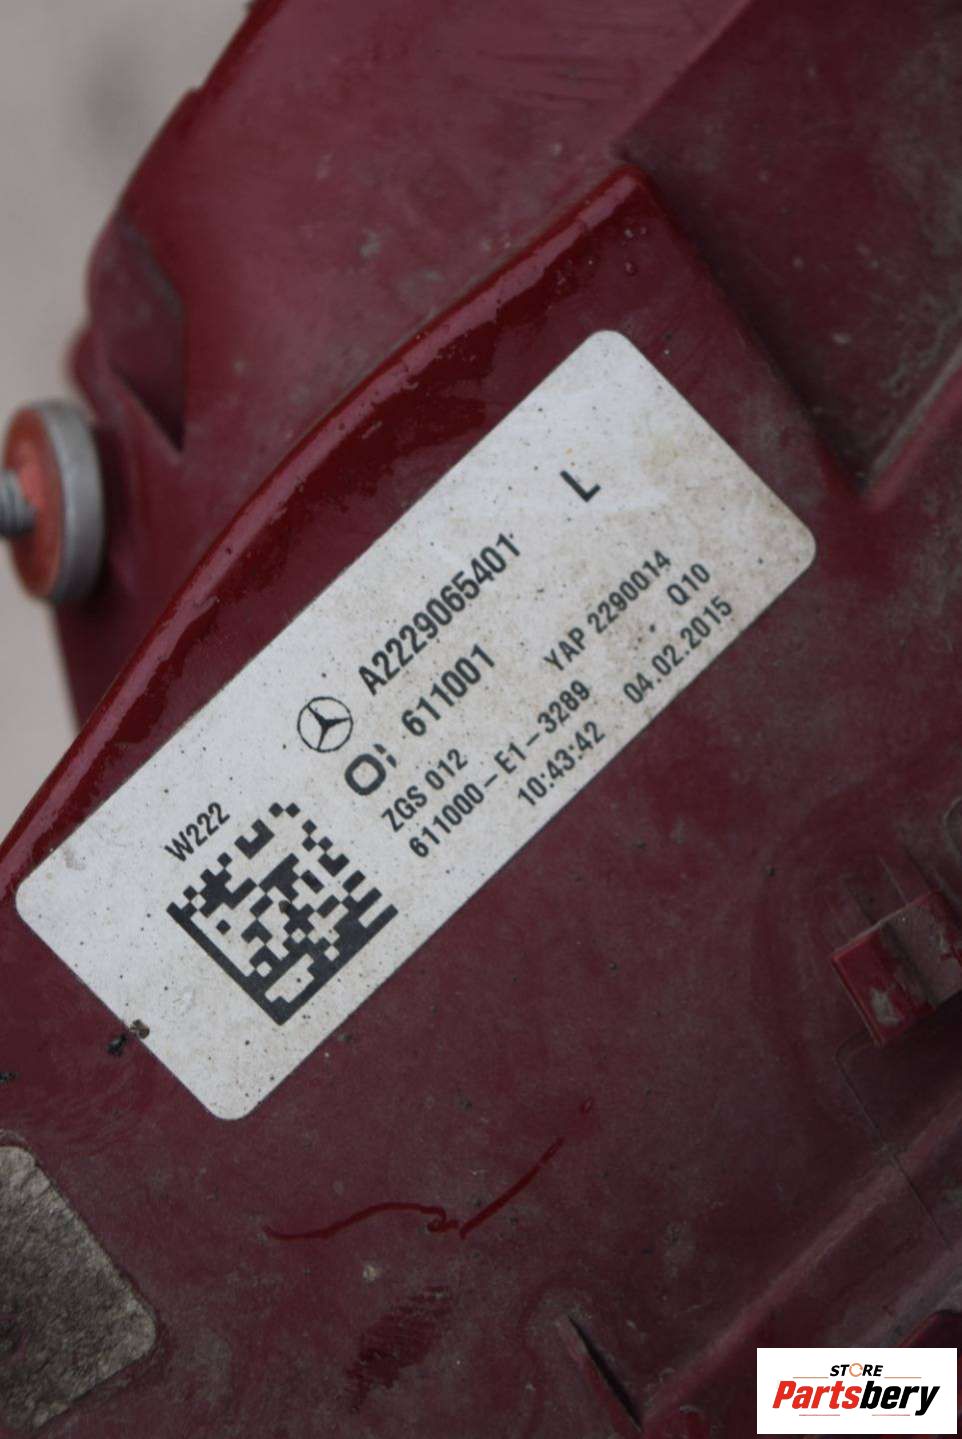 A2229065401 L
611001
ZGS 012 YAP 2290014
611000-E1-3289 Q10
10:43:42 04.02.2015
W222
STORE
Partsbery